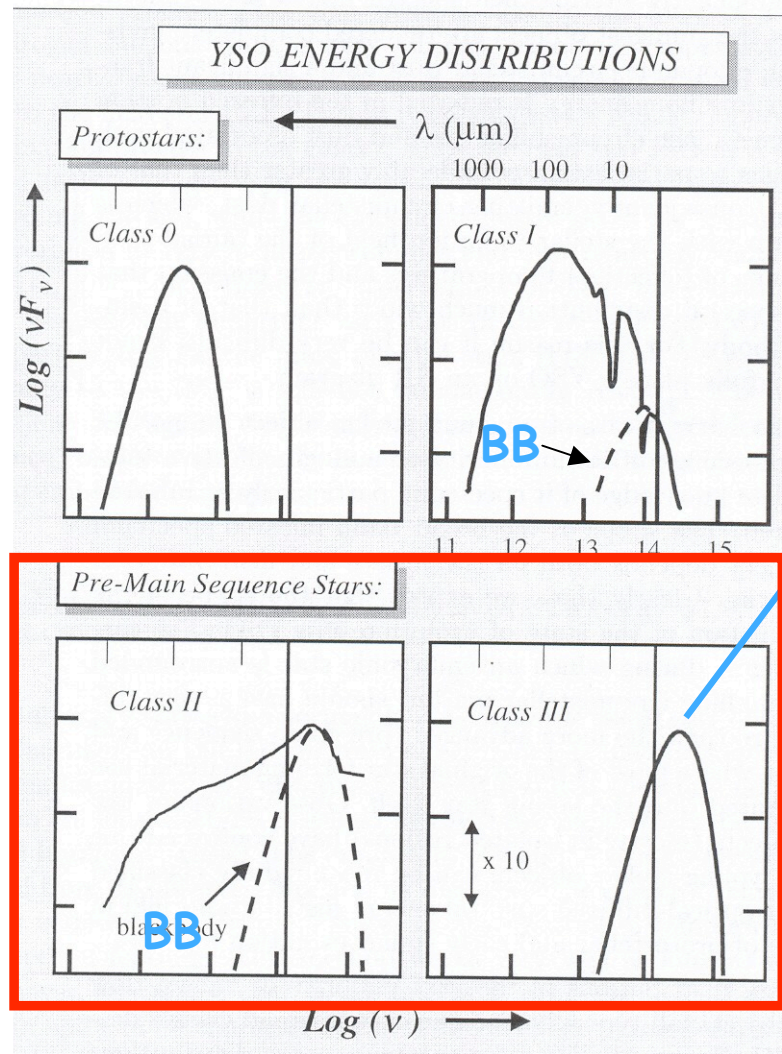 YSO ENERGY DISTRIBUTIONS
Protostars:
λ (μm)
1000 100 10
Class 0
Class I
Log (νFν)
BB
11 12 13 14 15
Pre-Main Sequence Stars:
Class II
Class III
x 10
blackbody
BB
Log (ν)